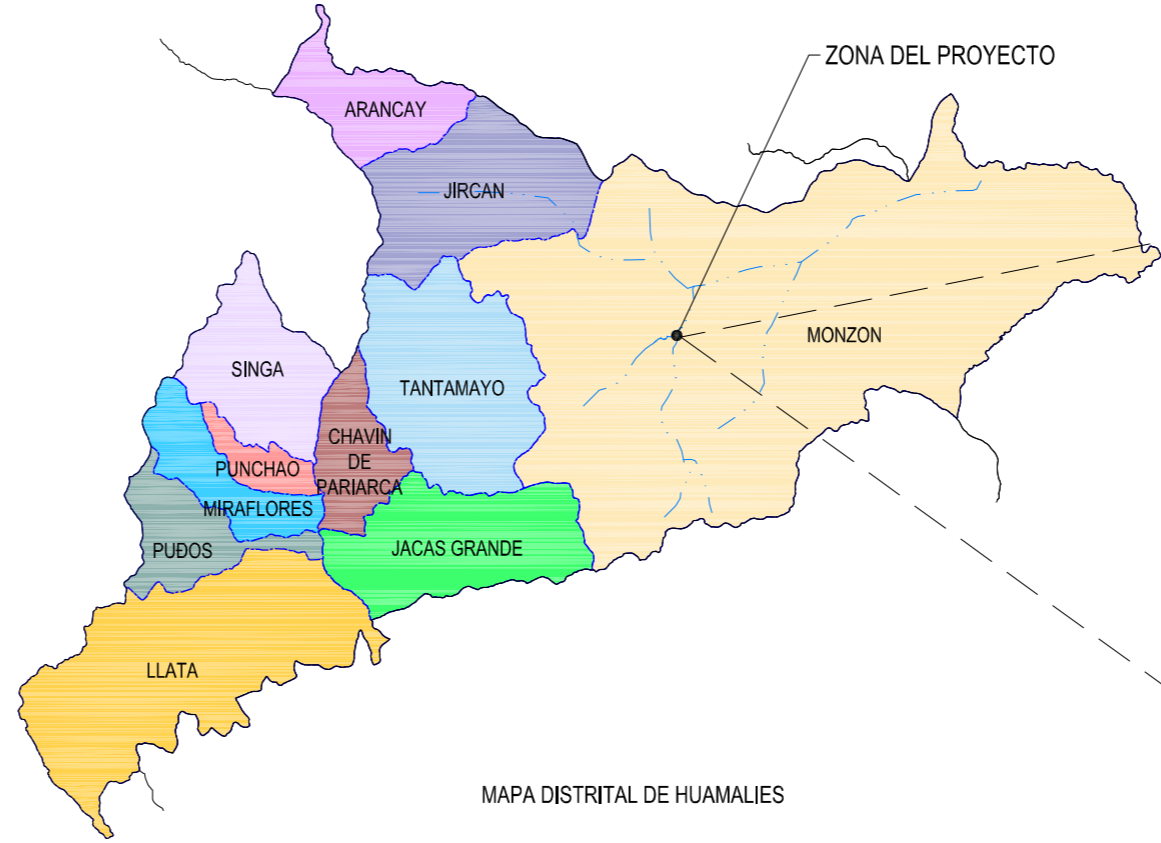 ZONA DEL PROYECTO
ARANCAY
JIRCAN
MONZON
SINGA
TANTAMAYO
CHAVIN
DE
PARIARCA
PUNCHAO
MIRAFLORES
PUĐOS
JACAS GRANDE
LLATA
MAPA DISTRITAL DE HUAMALIES